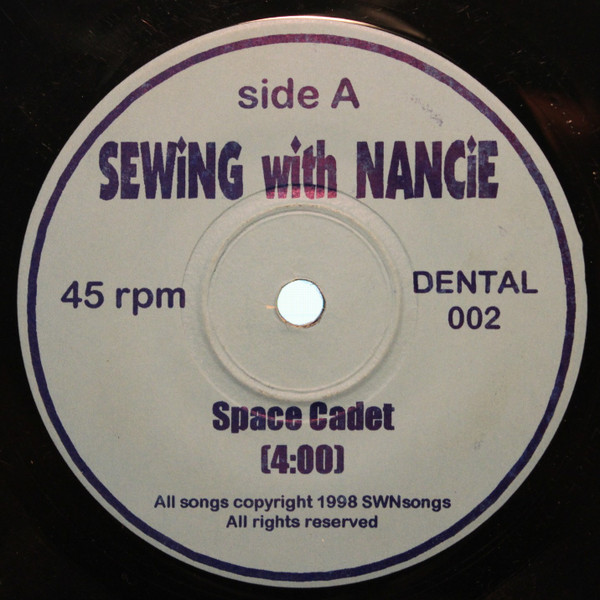 side A
SEWiNG with NANCiE
45 rpm
DENTAL
002
Space Cadet
(4:00)
All songs copyright 1998 SWNsongs
All rights reserved